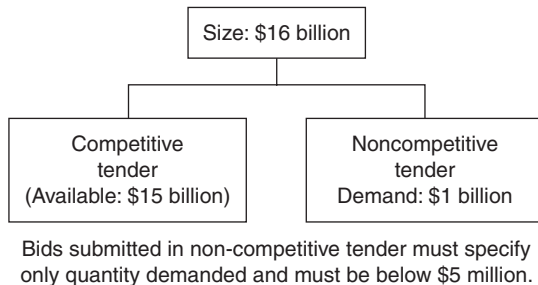 Size: $16 billion
Competitive
tender
(Available: $15 billion)
Noncompetitive
tender
Demand: $1 billion
Bids submitted in non-competitive tender must specify
only quantity demanded and must be below $5 million.